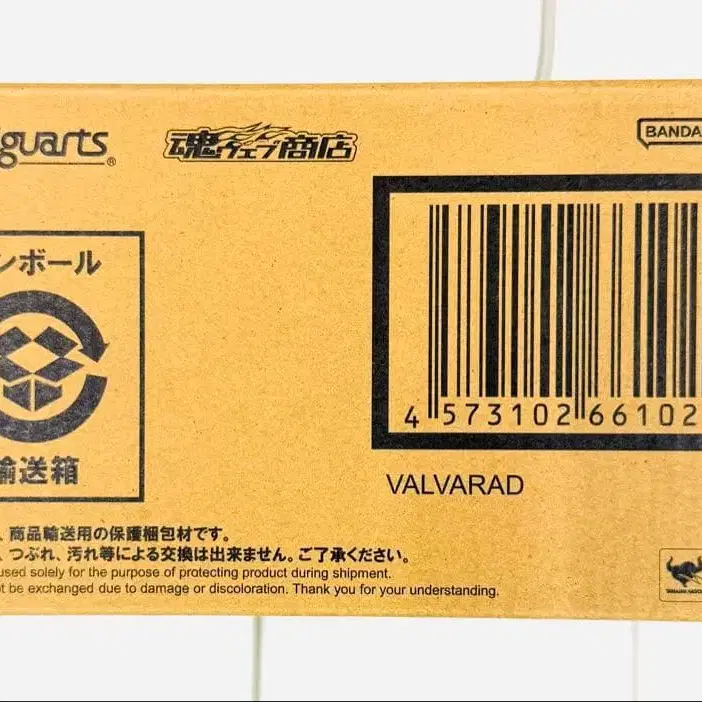 guarts®
魂ウェブ商店
BANDA
ンボール
輸送箱
4 573102 66102
VALVARAD
、商品輸送用の保護梱包材です。
、つぶれ、汚れ等による交換は出来ません。ご了承ください。
used solely for the purpose of protecting product during shipment.
t be exchanged due to damage or discoloration. Thank you for your understanding.